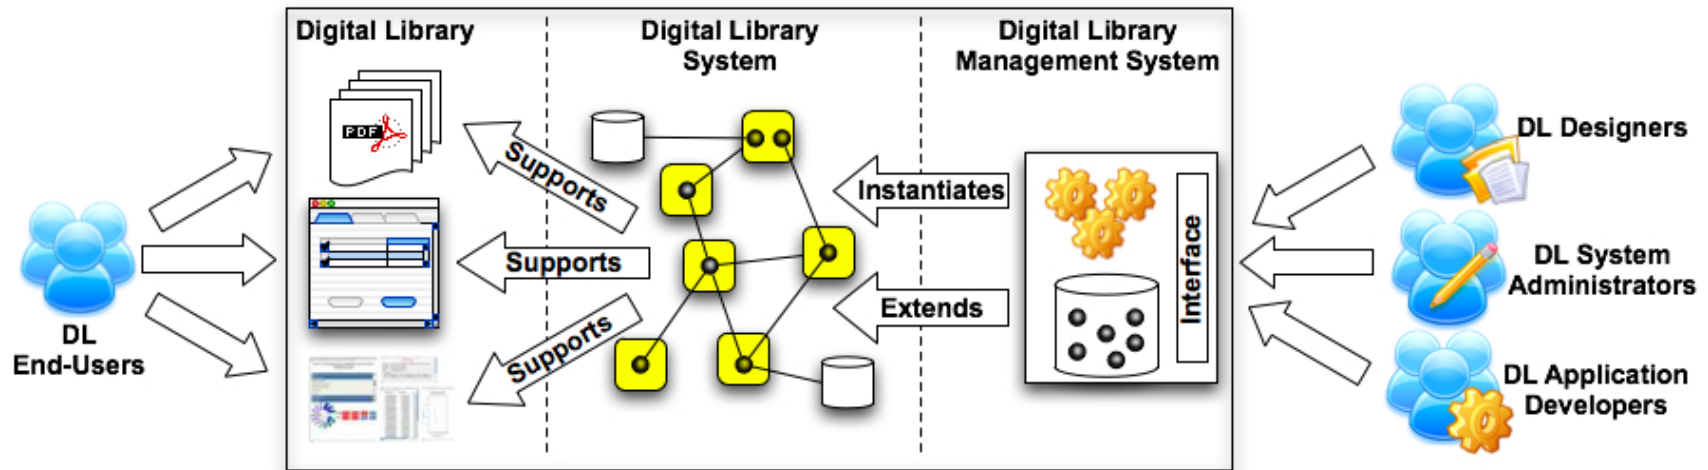 Digital Library
Digital Library
System
Digital Library
Management System
PDF
Supports
Supports
Supports
Instantiates
Extends
Interface
DL
End-Users
DL Designers
DL System
Administrators
DL Application
Developers